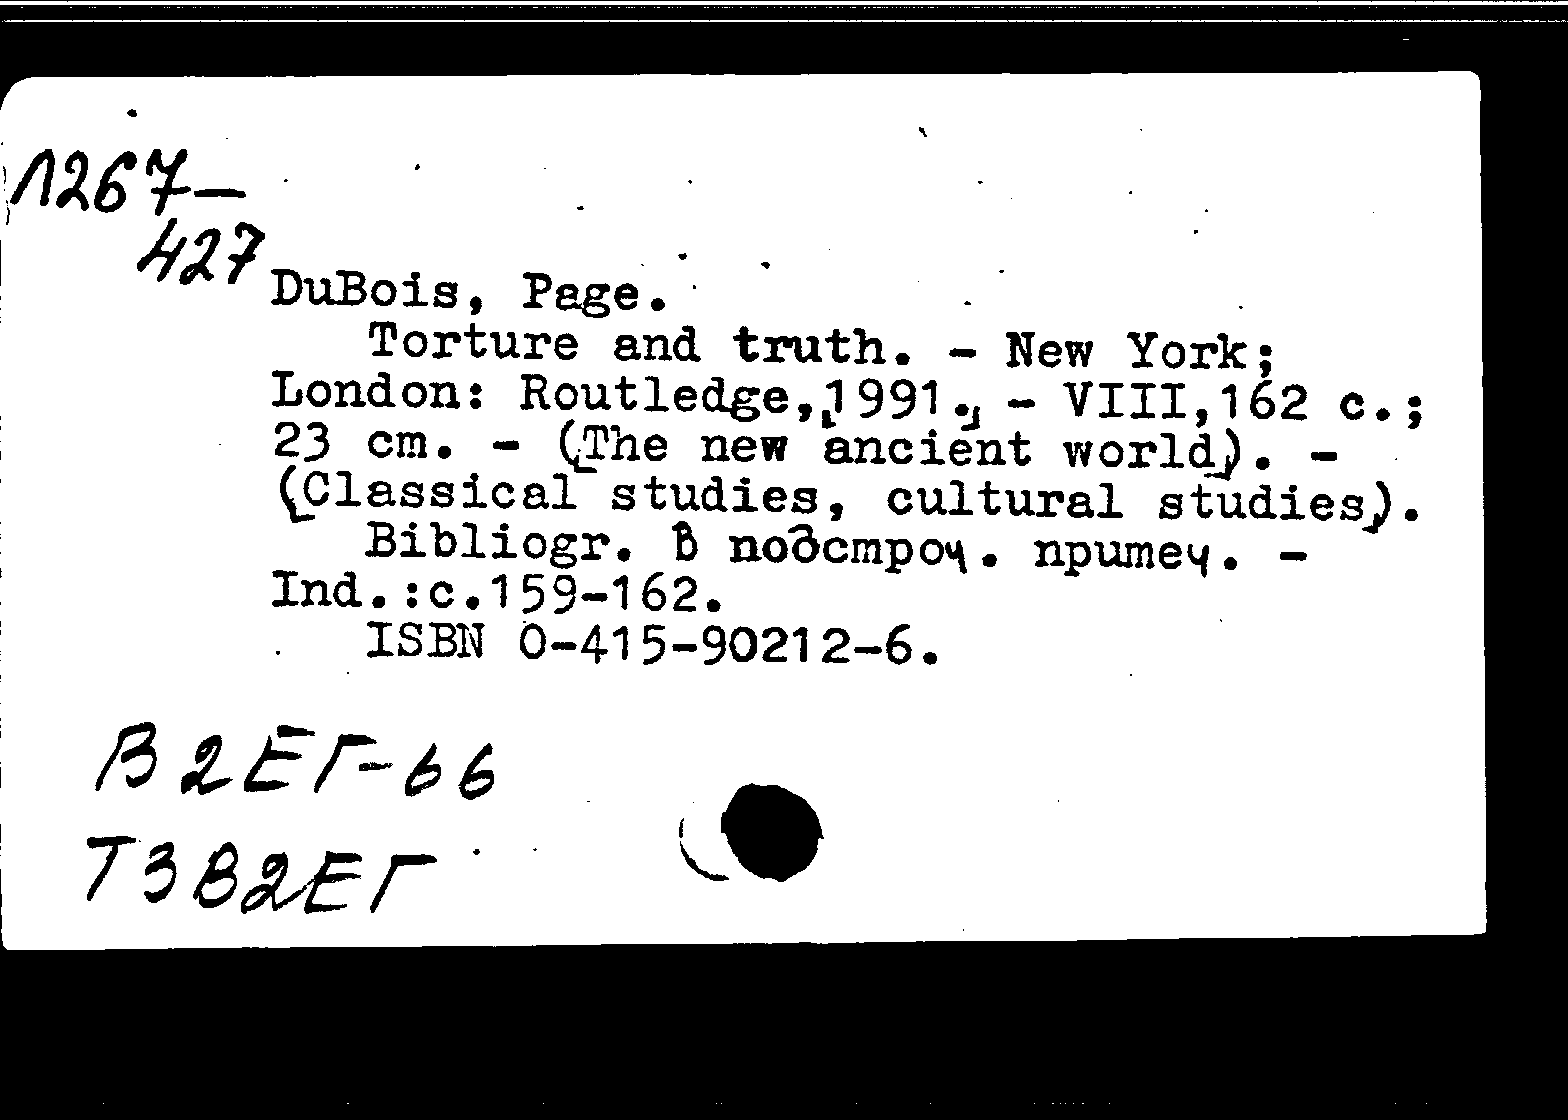 Л267–
427
DuBois, Page.
Torture and truth. – New York;
London: Routledge,[1991.] – VIII,162 c.;
23 cm. – ([The new ancient world]). –
([Classical studies, cultural studies]).
Bibliogr. в подстроч. примеч. –
Ind.:c.159-162.
ISBN 0-415-90212-6.
В2ЕГ-66
Т3В2ЕГ